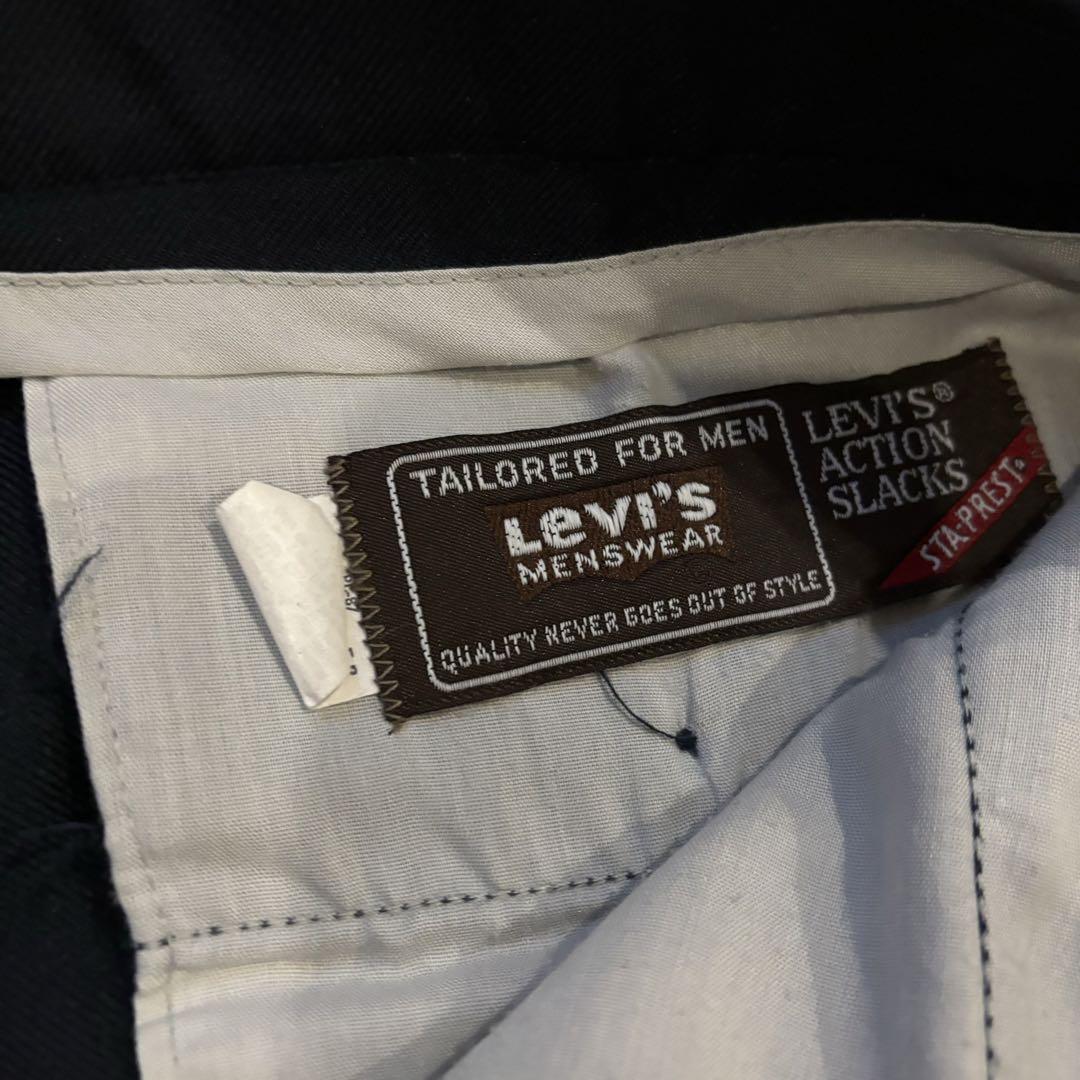 TAILORED FOR MEN
Levi's
MENSWEAR
QUALITY NEVER GOES OUT OF STYLE
LEVI'S®
ACTION
SLACKS
STA-PREST®